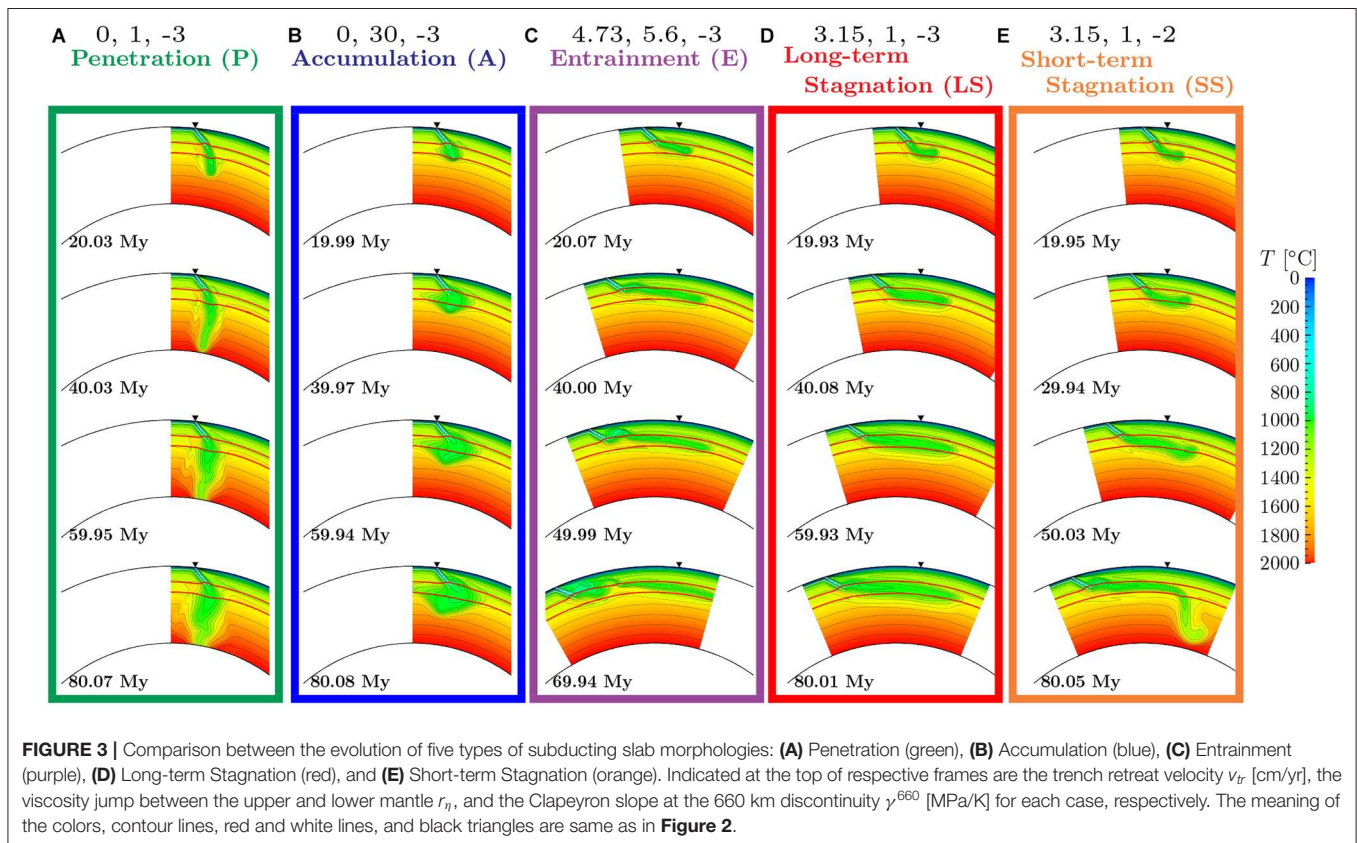 A 0, 1, -3
Penetration (P)
B 0, 30, -3
Accumulation (A)
C 4.73, 5.6, -3
Entrainment (E)
D 3.15, 1, -3
Long-term
Stagnation (LS)
E 3.15, 1, -2
Short-term
Stagnation (SS)
20.03 My
40.03 My
59.95 My
80.07 My
19.99 My
39.97 My
59.94 My
80.08 My
20.07 My
40.00 My
49.99 My
69.94 My
19.93 My
40.08 My
59.93 My
80.01 My
19.95 My
29.94 My
50.03 My
80.05 My
T [°C]
0
200
400
600
800
1000
1200
1400
1600
1800
2000
FIGURE 3 | Comparison between the evolution of five types of subducting slab morphologies: (A) Penetration (green), (B) Accumulation (blue), (C) Entrainment
(purple), (D) Long-term Stagnation (red), and (E) Short-term Stagnation (orange). Indicated at the top of respective frames are the trench retreat velocity vtr [cm/yr], the
viscosity jump between the upper and lower mantle rη, and the Clapeyron slope at the 660 km discontinuity γ660 [MPa/K] for each case, respectively. The meaning of
the colors, contour lines, red and white lines, and black triangles are same as in Figure 2.